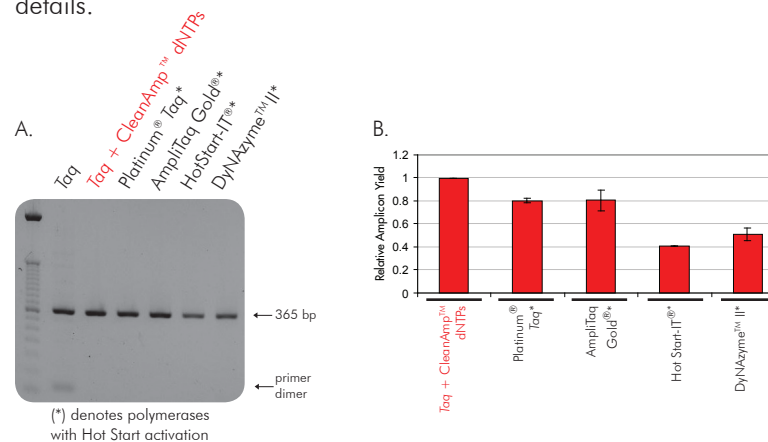 details.
A.
Taq
Taq + CleanAmp™ dNTPs
Platinum® Taq*
AmpliTaq Gold®*
HotStart-IT®*
DyNAzyme™ II*
365 bp
primer
dimer
(*) denotes polymerases
with Hot Start activation
B.
Relative Amplicon Yield
1.2
1
0.8
0.6
0.4
0.2
0
Taq + CleanAmp™
dNTPs
Platinum®
Taq*
AmpliTaq
Gold®*
Hot Start-IT®*
DyNAzyme™ II*